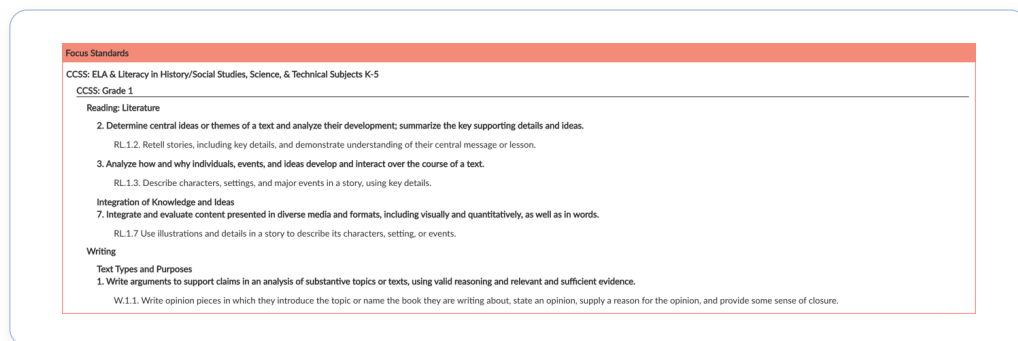 Focus Standards
CCSS: ELA & Literacy in History/Social Studies, Science, & Technical Subjects K-5
CCSS: Grade 1
Reading: Literature
2. Determine central ideas or themes of a text and analyze their development; summarize the key supporting details and ideas.
RL.1.2. Retell stories, including key details, and demonstrate understanding of their central message or lesson.
3. Analyze how and why individuals, events, and ideas develop and interact over the course of a text.
RL.1.3. Describe characters, settings, and major events in a story, using key details.
Integration of Knowledge and Ideas
7. Integrate and evaluate content presented in diverse media and formats, including visually and quantitatively, as well as in words.
RL.1.7 Use illustrations and details in a story to describe its characters, setting, or events.
Writing
Text Types and Purposes
1. Write arguments to support claims in an analysis of substantive topics or texts, using valid reasoning and relevant and sufficient evidence.
W.1.1. Write opinion pieces in which they introduce the topic or name the book they are writing about, state an opinion, supply a reason for the opinion, and provide some sense of closure.